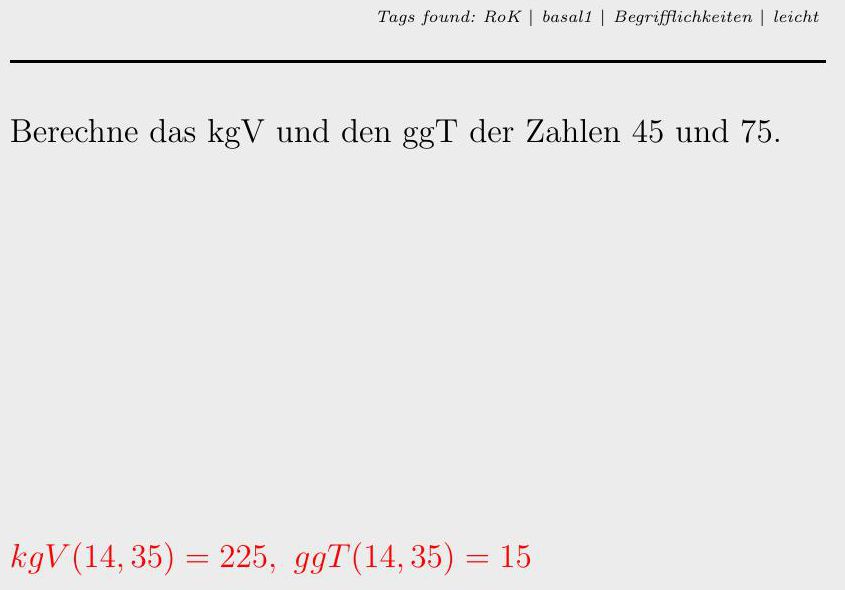 Tags found: RoK | basal1 | Begrifflichkeiten | leicht
Berechne das kgV und den ggT der Zahlen 45 und 75.
kgV(14, 35) = 225, ggT(14, 35) = 15